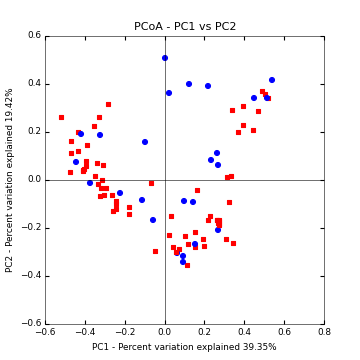 PCoA - PC1 vs PC2
0.6
0.4
0.2
0.0
−0.2
−0.4
−0.6
−0.6 −0.4 −0.2 0.0 0.2 0.4 0.6 0.8
PC2 - Percent variation explained 19.42%
PC1 - Percent variation explained 39.35%